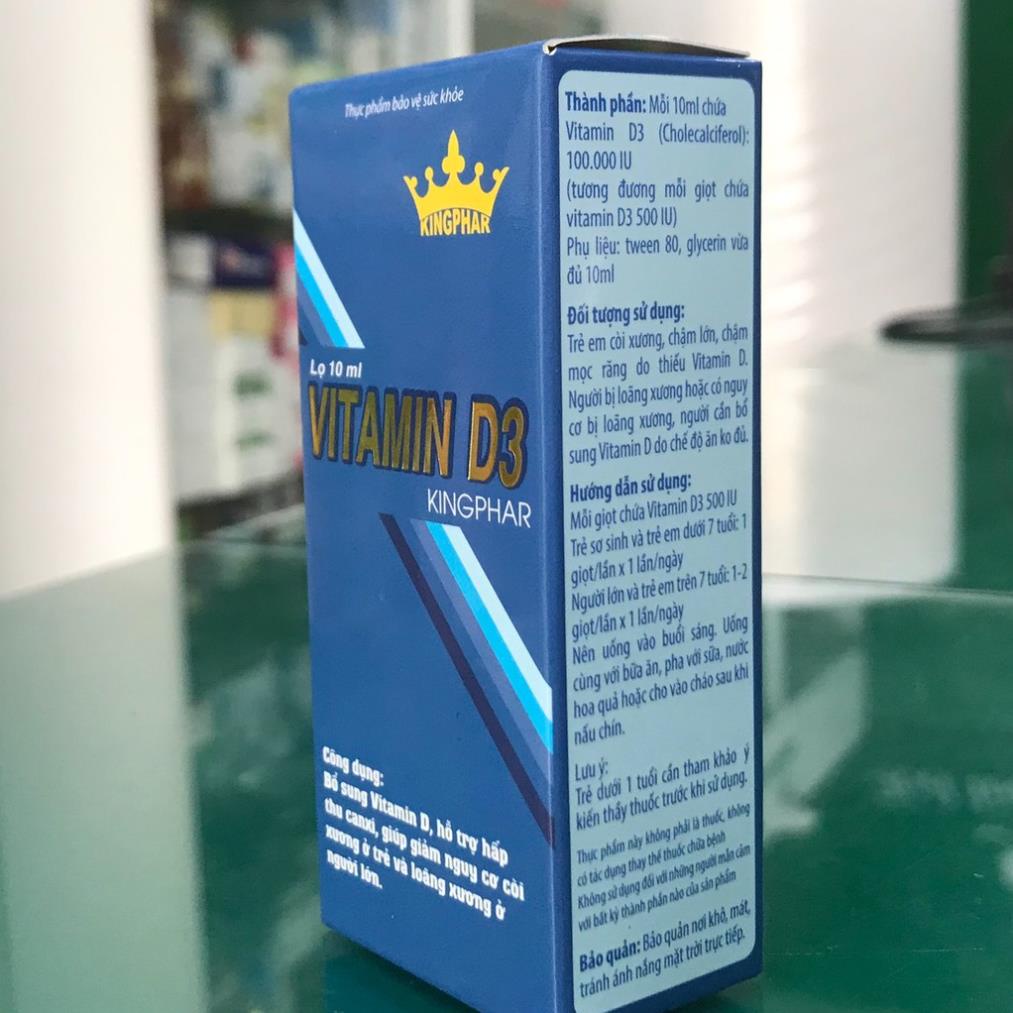 Thực phẩm bảo vệ sức khỏe
KINGPHAR
Lọ 10 ml
VITAMIN D3
KINGPHAR
Công dụng:
Bổ sung Vitamin D, hỗ trợ hấp
thu canxi, giúp giảm nguy cơ còi
xương ở trẻ và loãng xương ở
người lớn.
Thành phần: Mỗi 10ml chứa
Vitamin D3 (Cholecalciferol):
100.000 IU
(tương đương mỗi giọt chứa
vitamin D3 500 IU)
Phụ liệu: tween 80, glycerin vừa
đủ 10ml
Đối tượng sử dụng:
Trẻ em còi xương, chậm lớn, chậm
mọc răng do thiếu Vitamin D.
Người bị loãng xương hoặc có nguy
cơ bị loãng xương, người cần bổ
sung Vitamin D do chế độ ăn ko đủ.
Hướng dẫn sử dụng:
Mỗi giọt chứa Vitamin D3 500 IU
Trẻ sơ sinh và trẻ em dưới 7 tuổi: 1
giọt/lần x 1 lần/ngày
Người lớn và trẻ em trên 7 tuổi: 1-2
giọt/lần x 1 lần/ngày
Nên uống vào buổi sáng. Uống
cùng với bữa ăn, pha với sữa, nước
hoa quả hoặc cho vào cháo sau khi
nấu chín.
Lưu ý:
Trẻ dưới 1 tuổi cần tham khảo ý
kiến thầy thuốc trước khi sử dụng.
Thực phẩm này không phải là thuốc, không
có tác dụng thay thế thuốc chữa bệnh
Không sử dụng đối với những người mẫn cảm
với bất kỳ thành phần nào của sản phẩm
Bảo quản: Bảo quản nơi khô, mát,
tránh ánh nắng mặt trời trực tiếp.